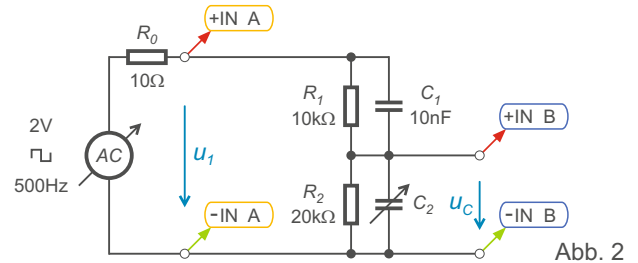 +IN A
R0
10Ω
R1
10kΩ
C1
10nF
+IN B
2V
AC
500Hz
u1
R2
20kΩ
C2
uC
-IN A
-IN B
Abb. 2